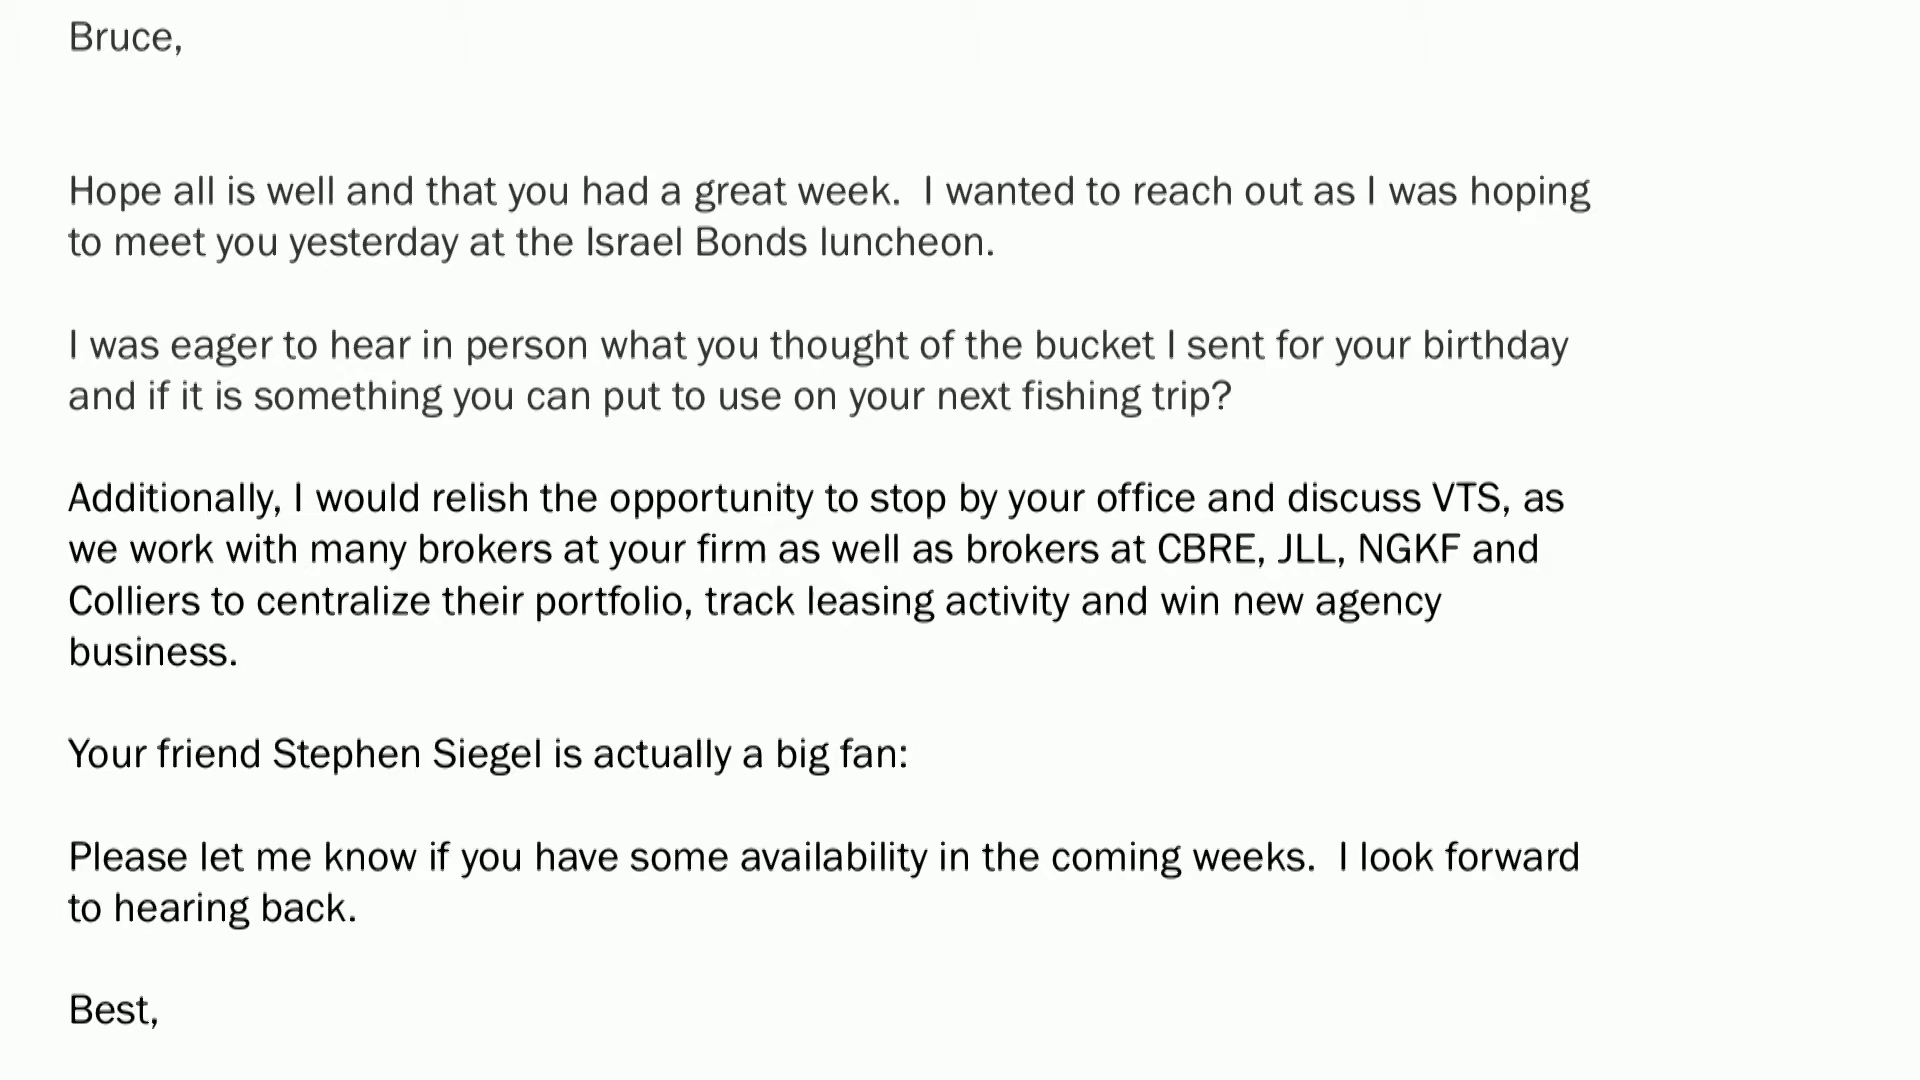 Bruce,
Hope all is well and that you had a great week.  I wanted to reach out as I was hoping
to meet you yesterday at the Israel Bonds luncheon.
I was eager to hear in person what you thought of the bucket I sent for your birthday
and if it is something you can put to use on your next fishing trip?
Additionally, I would relish the opportunity to stop by your office and discuss VTS, as
we work with many brokers at your firm as well as brokers at CBRE, JLL, NGKF and
Colliers to centralize their portfolio, track leasing activity and win new agency
business.
Your friend Stephen Siegel is actually a big fan:
Please let me know if you have some availability in the coming weeks.  I look forward
to hearing back.
Best,